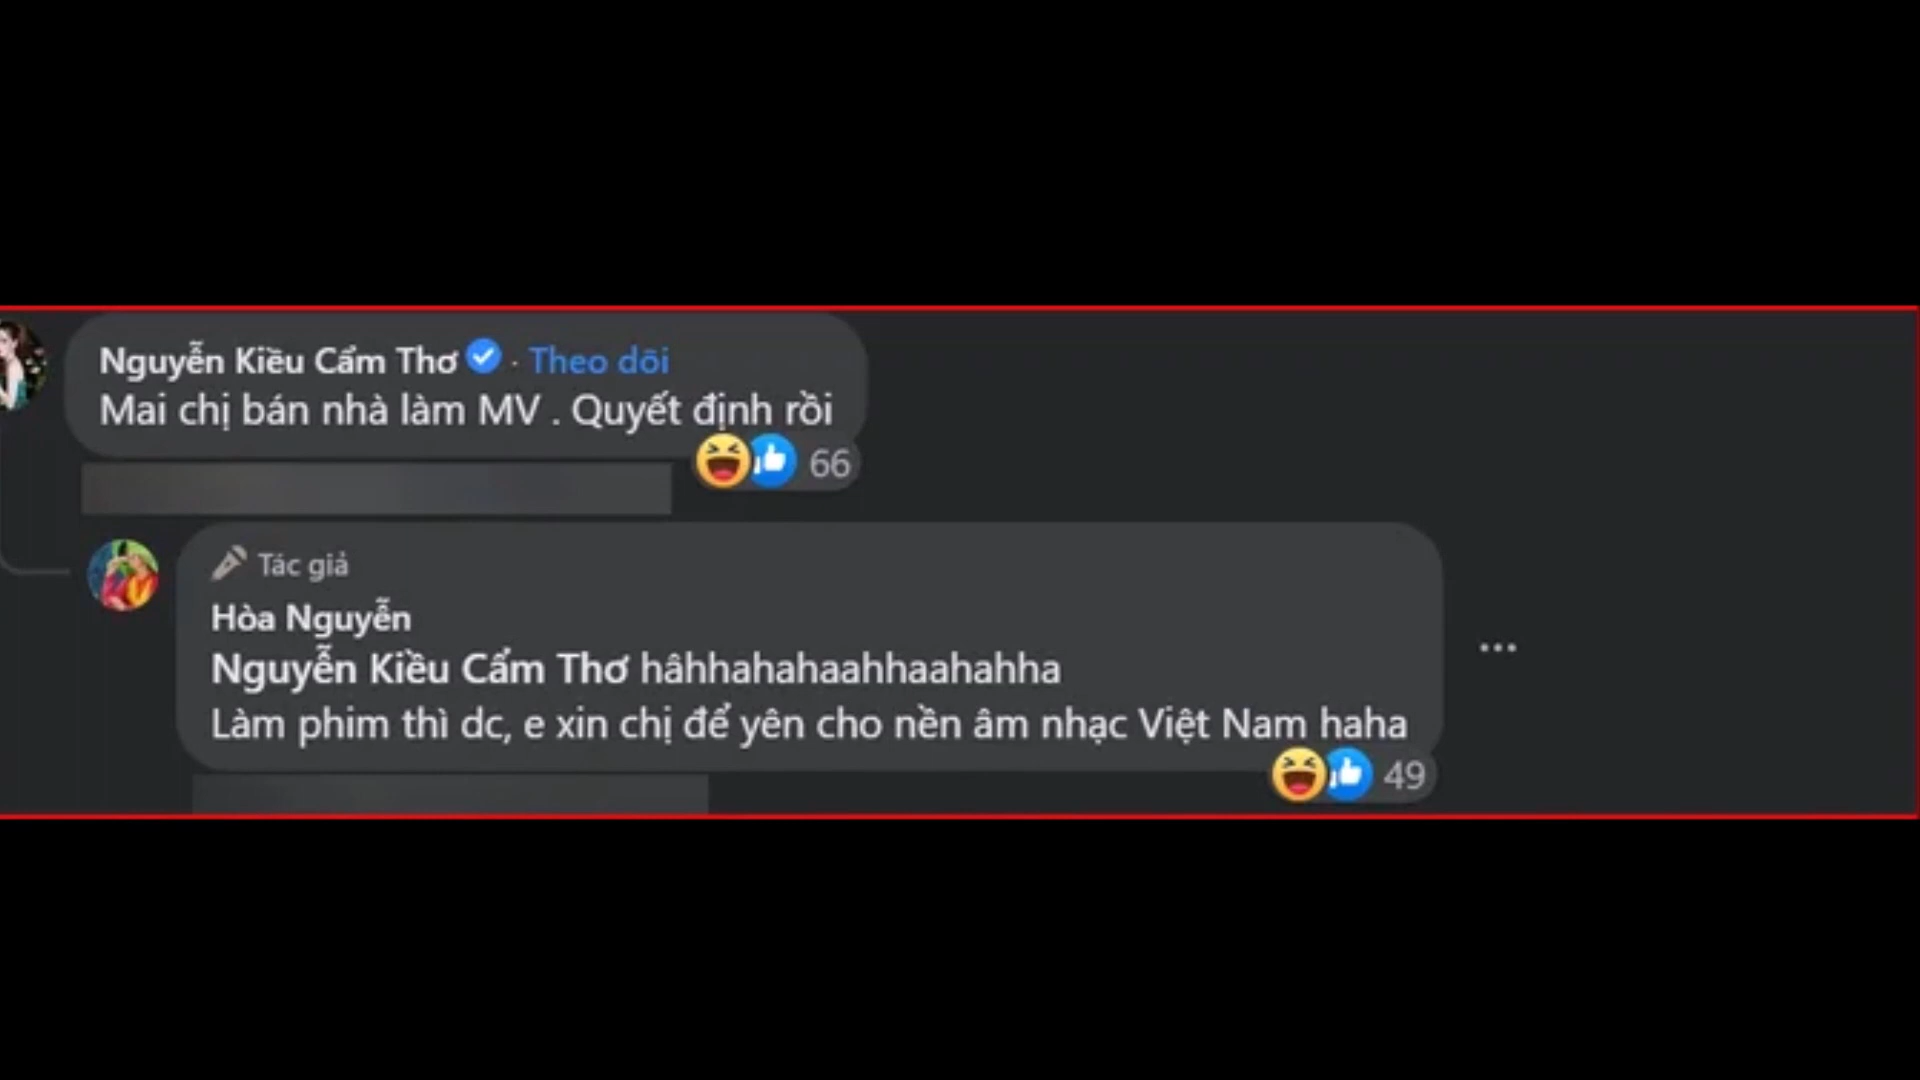 Nguyễn Kiều Cẩm Thơ · Theo dõi
Mai chị bán nhà làm MV . Quyết định rồi
66
Tác giả
Hòa Nguyễn
Nguyễn Kiều Cẩm Thơ hâhhahahaahhaahahha
Làm phim thì dc, e xin chị để yên cho nền âm nhạc Việt Nam haha
49